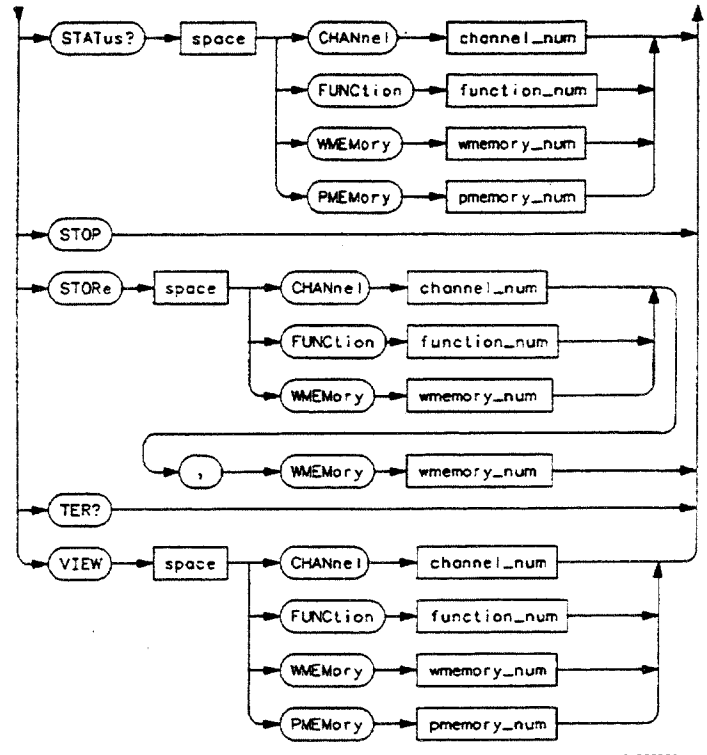 STATus? space CHANnel channel_num
FUNCtion function_num
WMEMory wmemory_num
PMEMory pmemory_num
STOP
STORe space CHANnel channel_num
FUNCtion function_num
WMEMory wmemory_num
, WMEMory wmemory_num
TER?
VIEW space CHANnel channel_num
FUNCtion function_num
WMEMory wmemory_num
PMEMory pmemory_num